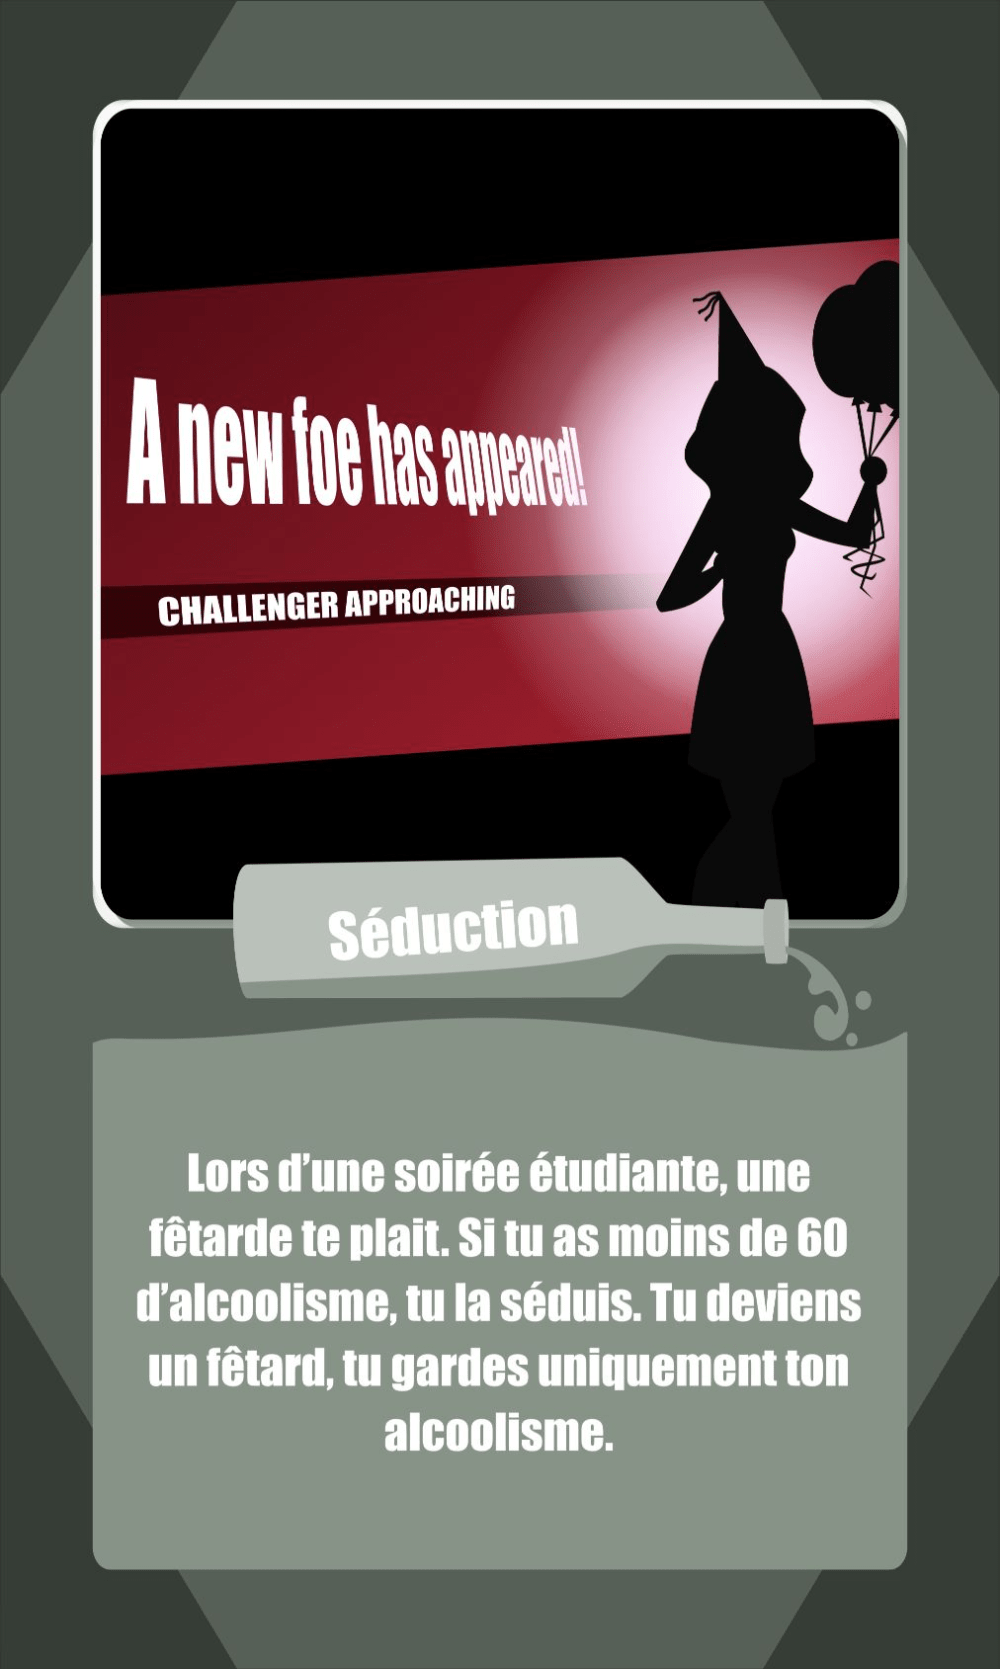 A new foe has appeared!
CHALLENGER APPROACHING
Séduction
Lors d’une soirée étudiante, une
fêtarde te plait. Si tu as moins de 60
d’alcoolisme, tu la séduis. Tu deviens
un fêtard, tu gardes uniquement ton
alcoolisme.